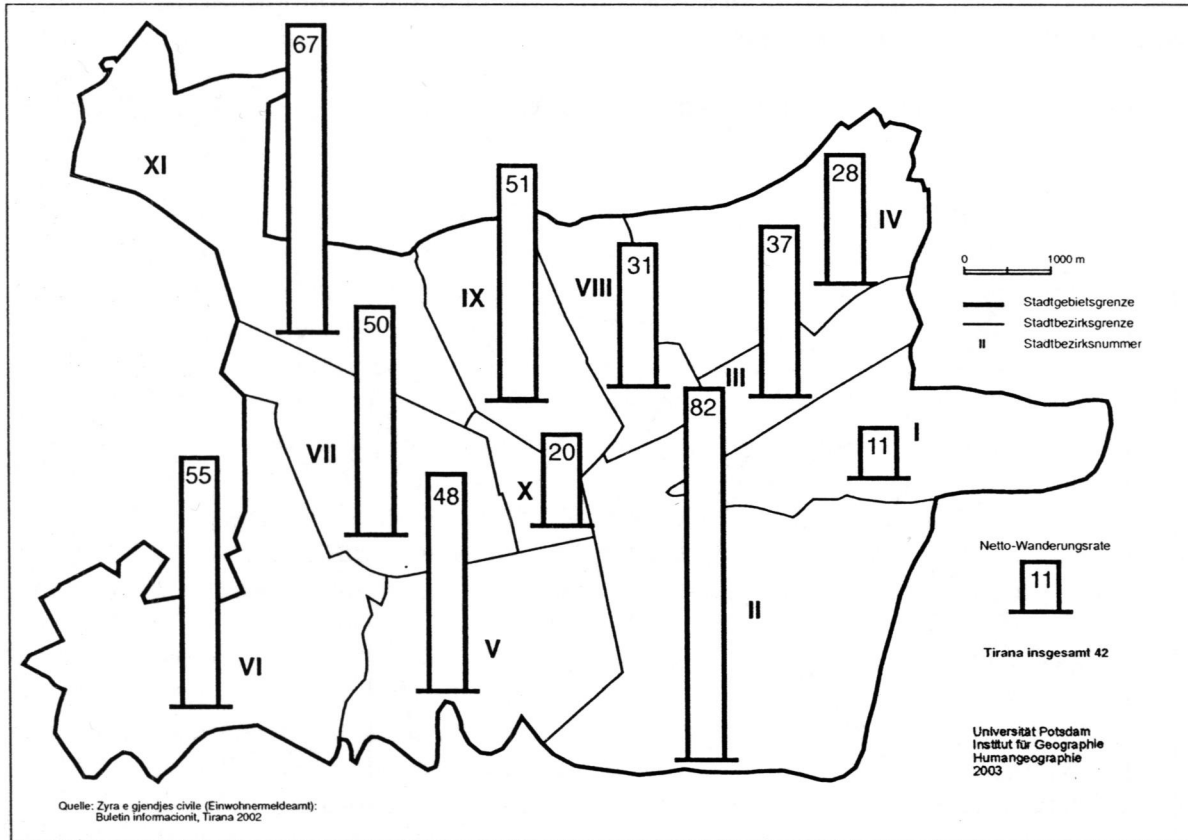 67
XI
51
28
IV
37
31
VIII
IX
0 1000 m
Stadtgebietsgrenze
Stadtbezirksgrenze
II Stadtbezirksnummer
50
III
82
I
11
VII
20
55
X
48
Netto-Wanderungsrate
11
II
V
VI
Tirana insgesamt 42
Universität Potsdam
Institut für Geographie
Humangeographie
2003
Quelle: Zyra e gjendjes civile (Einwohnermeldeamt):
Buletin informacionit, Tirana 2002